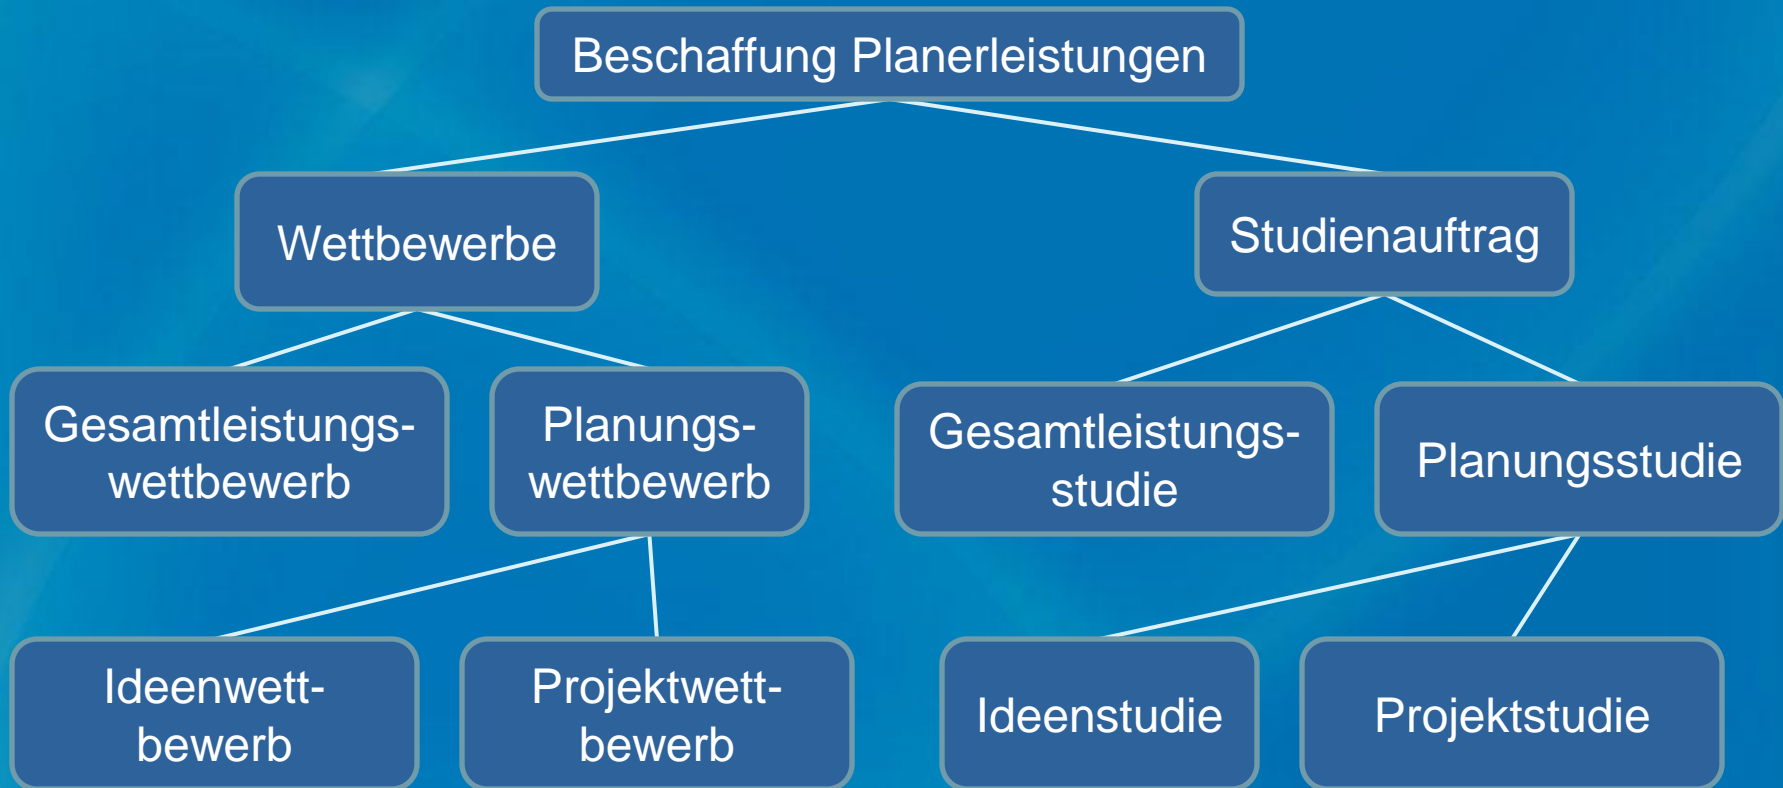 Beschaffung Planerleistungen
Wettbewerbe
Studienauftrag
Gesamtleistungs-
wettbewerb
Planungs-
wettbewerb
Gesamtleistungs-
studie
Planungsstudie
Ideenwett-
bewerb
Projektwett-
bewerb
Ideenstudie
Projektstudie